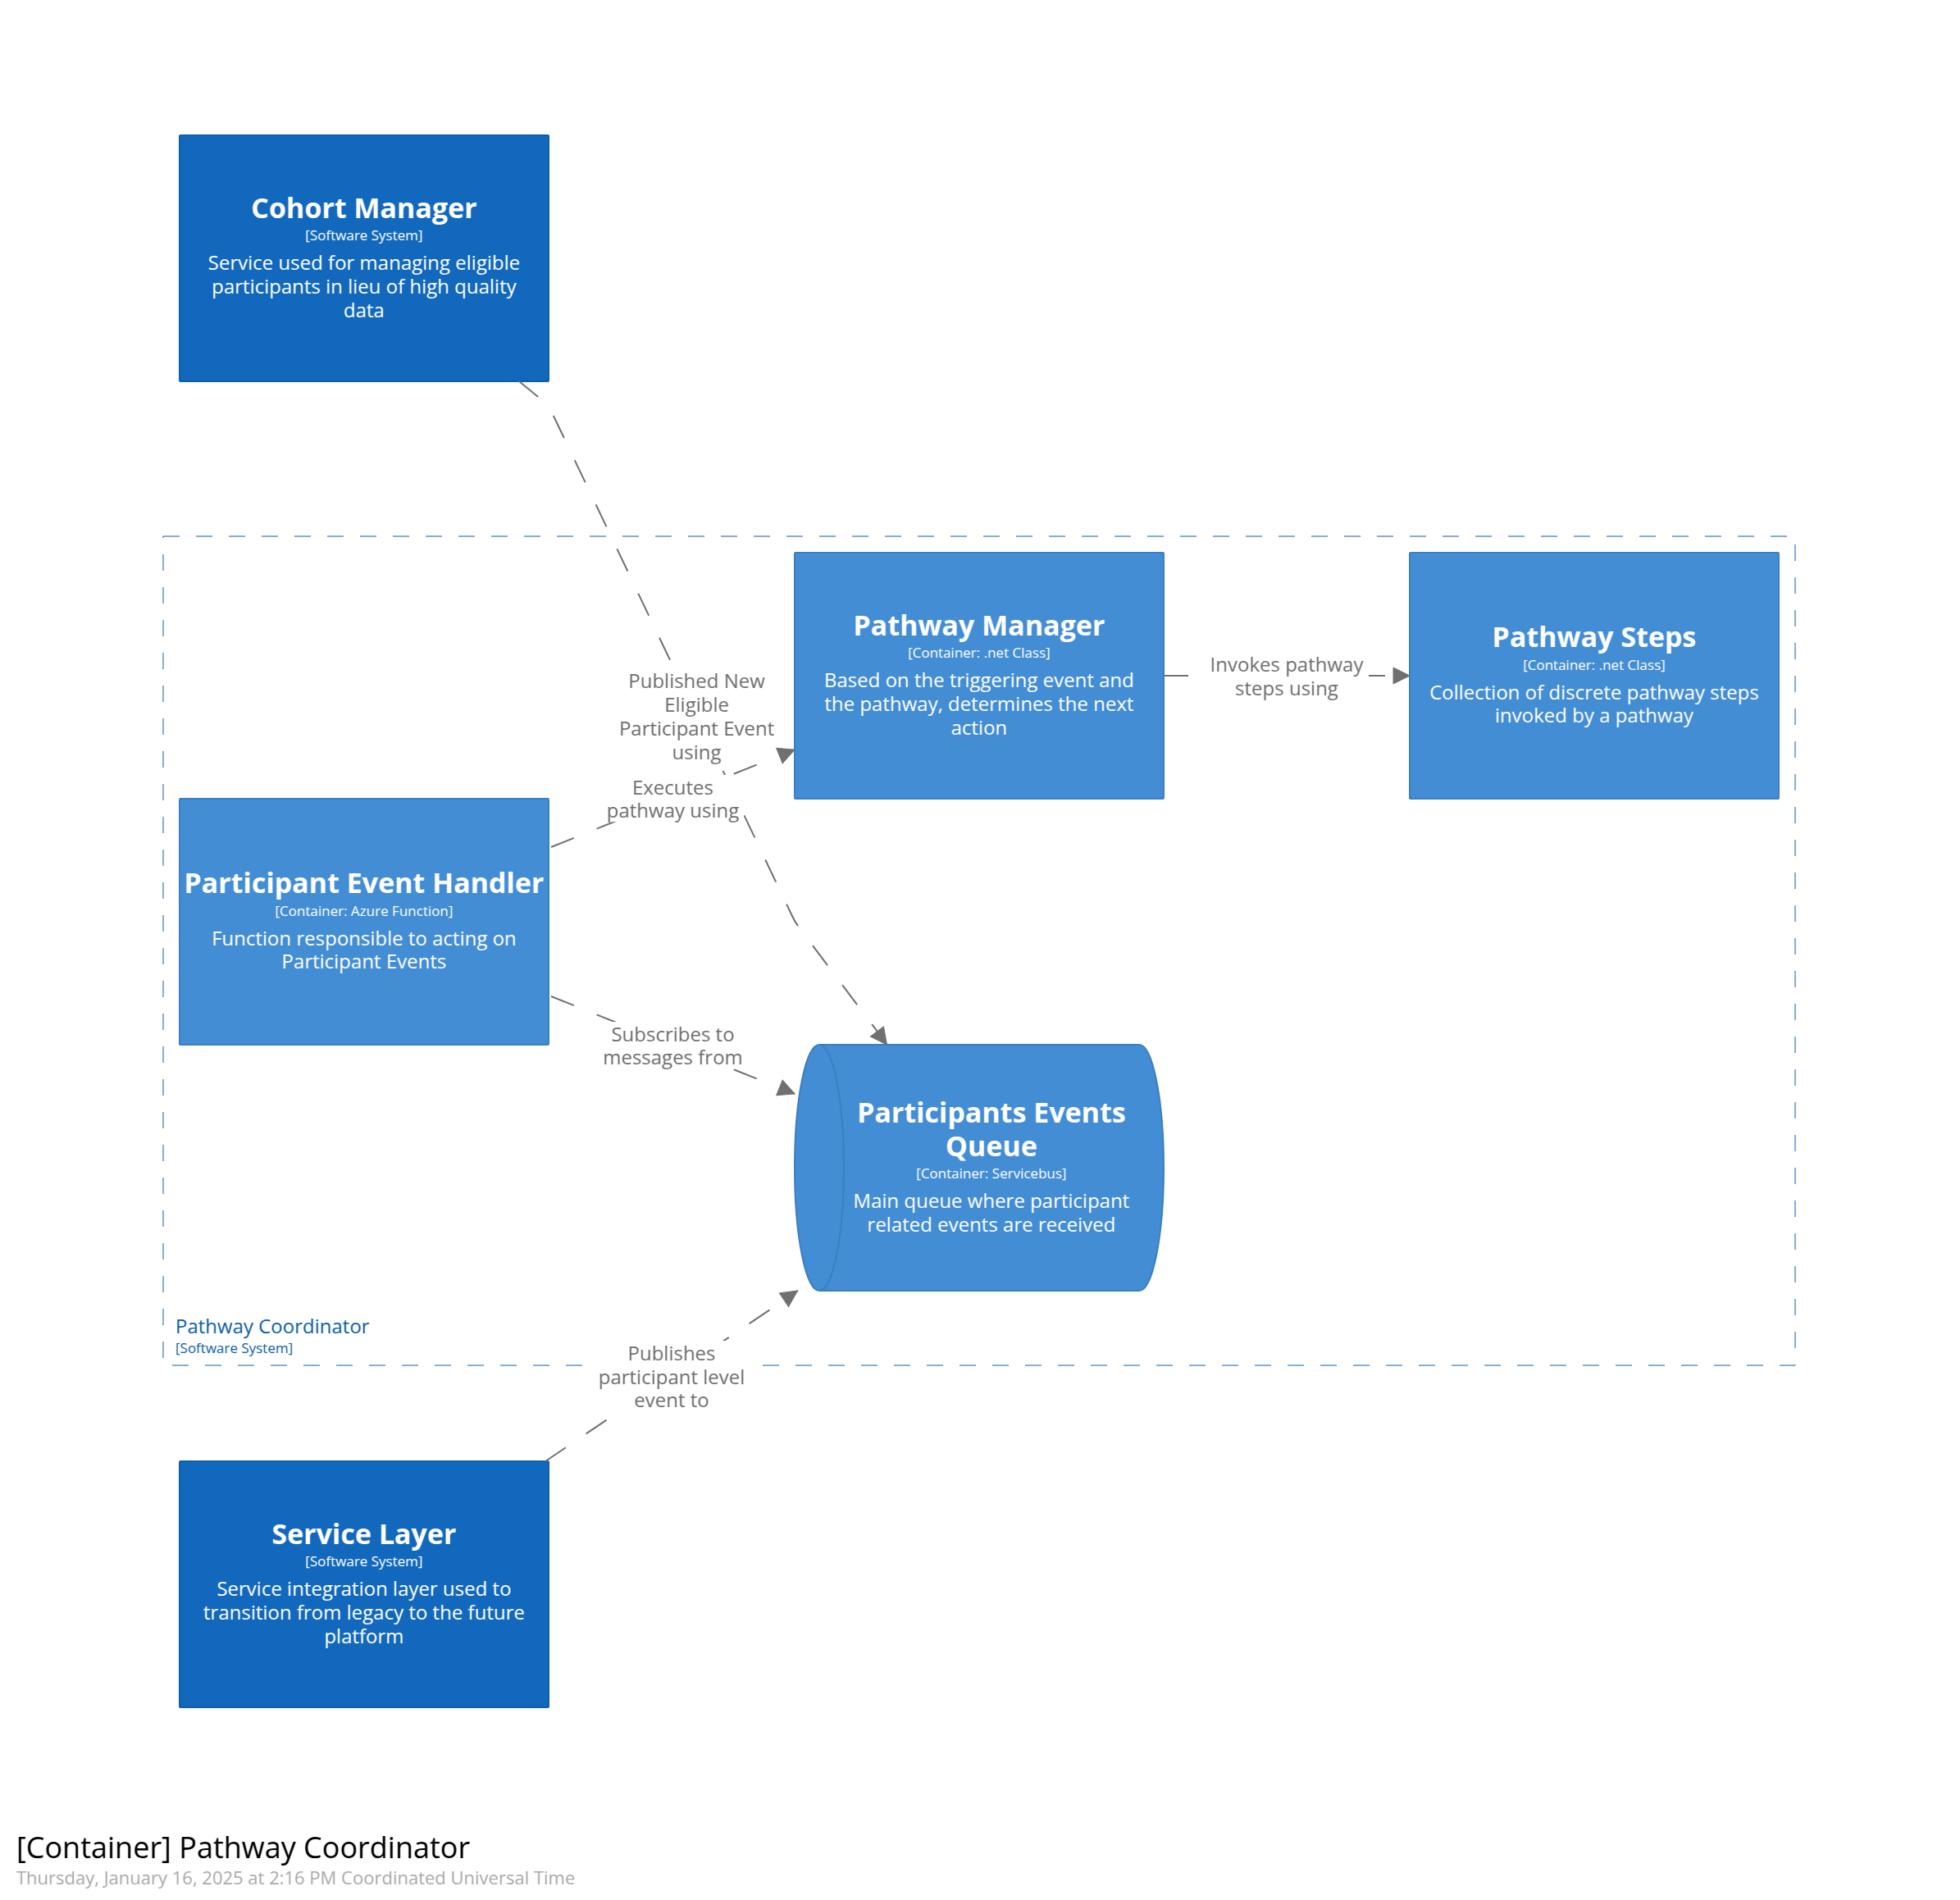 Cohort Manager
[Software System]
Service used for managing eligible
participants in lieu of high quality
data
Published New
Eligible
Participant Event
using
Pathway Manager
[Container: .net Class]
Based on the triggering event and
the pathway, determines the next
action
Invokes pathway
steps using
Pathway Steps
[Container: .net Class]
Collection of discrete pathway steps
invoked by a pathway
Executes
pathway using
Participant Event Handler
[Container: Azure Function]
Function responsible to acting on
Participant Events
Subscribes to
messages from
Participants Events
Queue
[Container: Servicebus]
Main queue where participant
related events are received
Pathway Coordinator
[Software System]
Publishes
participant level
event to
Service Layer
[Software System]
Service integration layer used to
transition from legacy to the future
platform
[Container] Pathway Coordinator
Thursday, January 16, 2025 at 2:16 PM Coordinated Universal Time